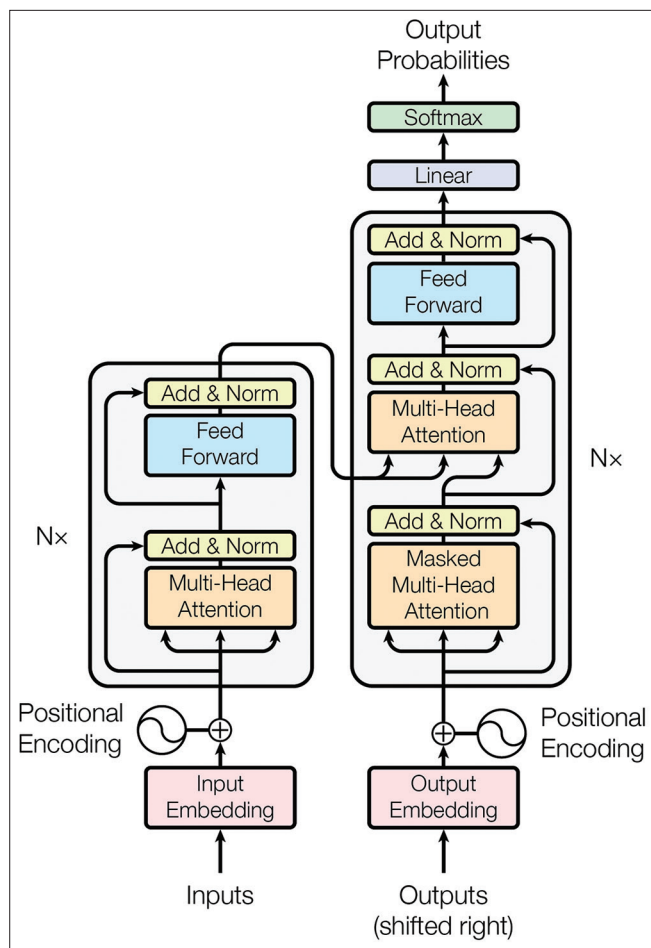 Output
Probabilities
Softmax
Linear
Add & Norm
Feed
Forward
Add & Norm
Multi-Head
Attention
Add & Norm
Masked
Multi-Head
Attention
Nx
Add & Norm
Feed
Forward
Add & Norm
Multi-Head
Attention
Nx
Positional
Encoding
Positional
Encoding
Input
Embedding
Output
Embedding
Inputs
Outputs
(shifted right)